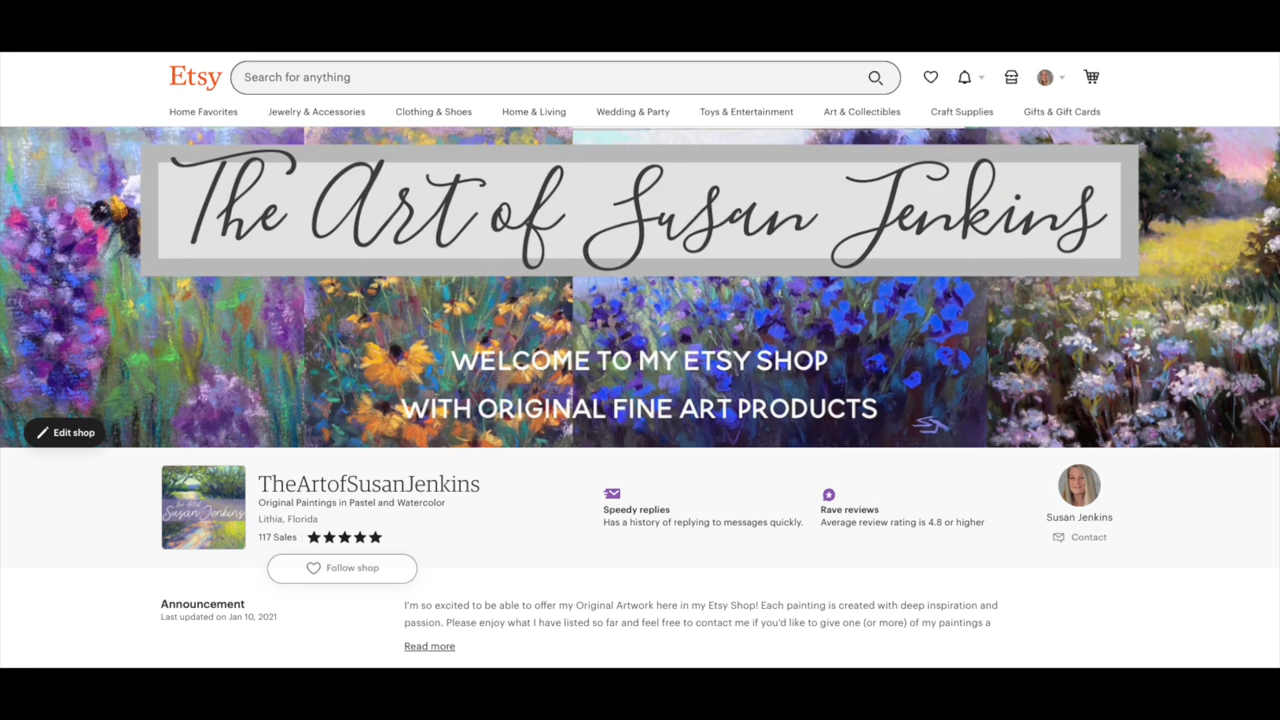 Etsy
Search for anything
Home Favorites Jewelry & Accessories Clothing & Shoes Home & Living Wedding & Party Toys & Entertainment Art & Collectibles Craft Supplies Gifts & Gift Cards
The Art of Susan Jenkins
WELCOME TO MY ETSY SHOP
WITH ORIGINAL FINE ART PRODUCTS
Edit shop
The Art of
Susan Jenkins
TheArtofSusanJenkins
Original Paintings in Pastel and Watercolor
Lithia, Florida
117 Sales
Follow shop
Speedy replies
Has a history of replying to messages quickly.
Rave reviews
Average review rating is 4.8 or higher
Susan Jenkins
Contact
Announcement
Last updated on Jan 10, 2021
I'm so excited to be able to offer my Original Artwork here in my Etsy Shop! Each painting is created with deep inspiration and
passion. Please enjoy what I have listed so far and feel free to contact me if you'd like to give one (or more) of my paintings a
Read more